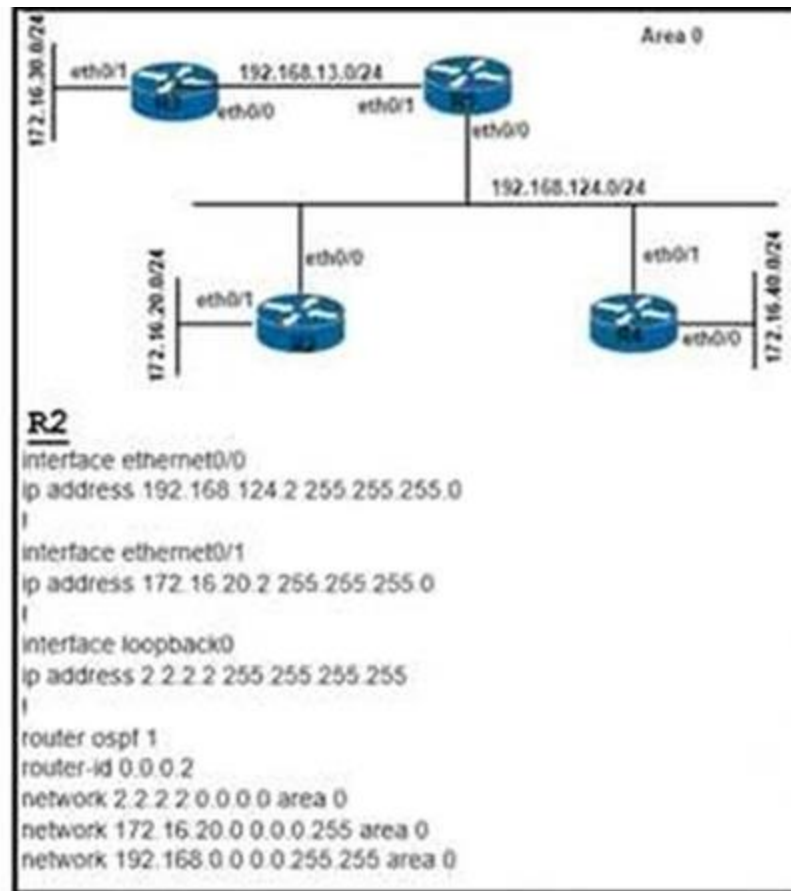 Area 0
172.16.30.0/24
eth0/1
192.168.13.0/24
eth0/0
eth0/1
eth0/0
192.168.124.0/24
eth0/0
eth0/1
172.16.20.0/24
eth0/1
R4
eth0/0
172.16.40.0/24
R2
interface ethernet0/0
ip address 192.168.124.2 255.255.255.0
!
interface ethernet0/1
ip address 172.16.20.2 255.255.255.0
!
interface loopback0
ip address 2.2.2.2 255.255.255.255
!
router ospf 1
router-id 0.0.0.2
network 2.2.2.2 0.0.0.0 area 0
network 172.16.20.0 0.0.0.255 area 0
network 192.168.0.0 0.0.255.255 area 0